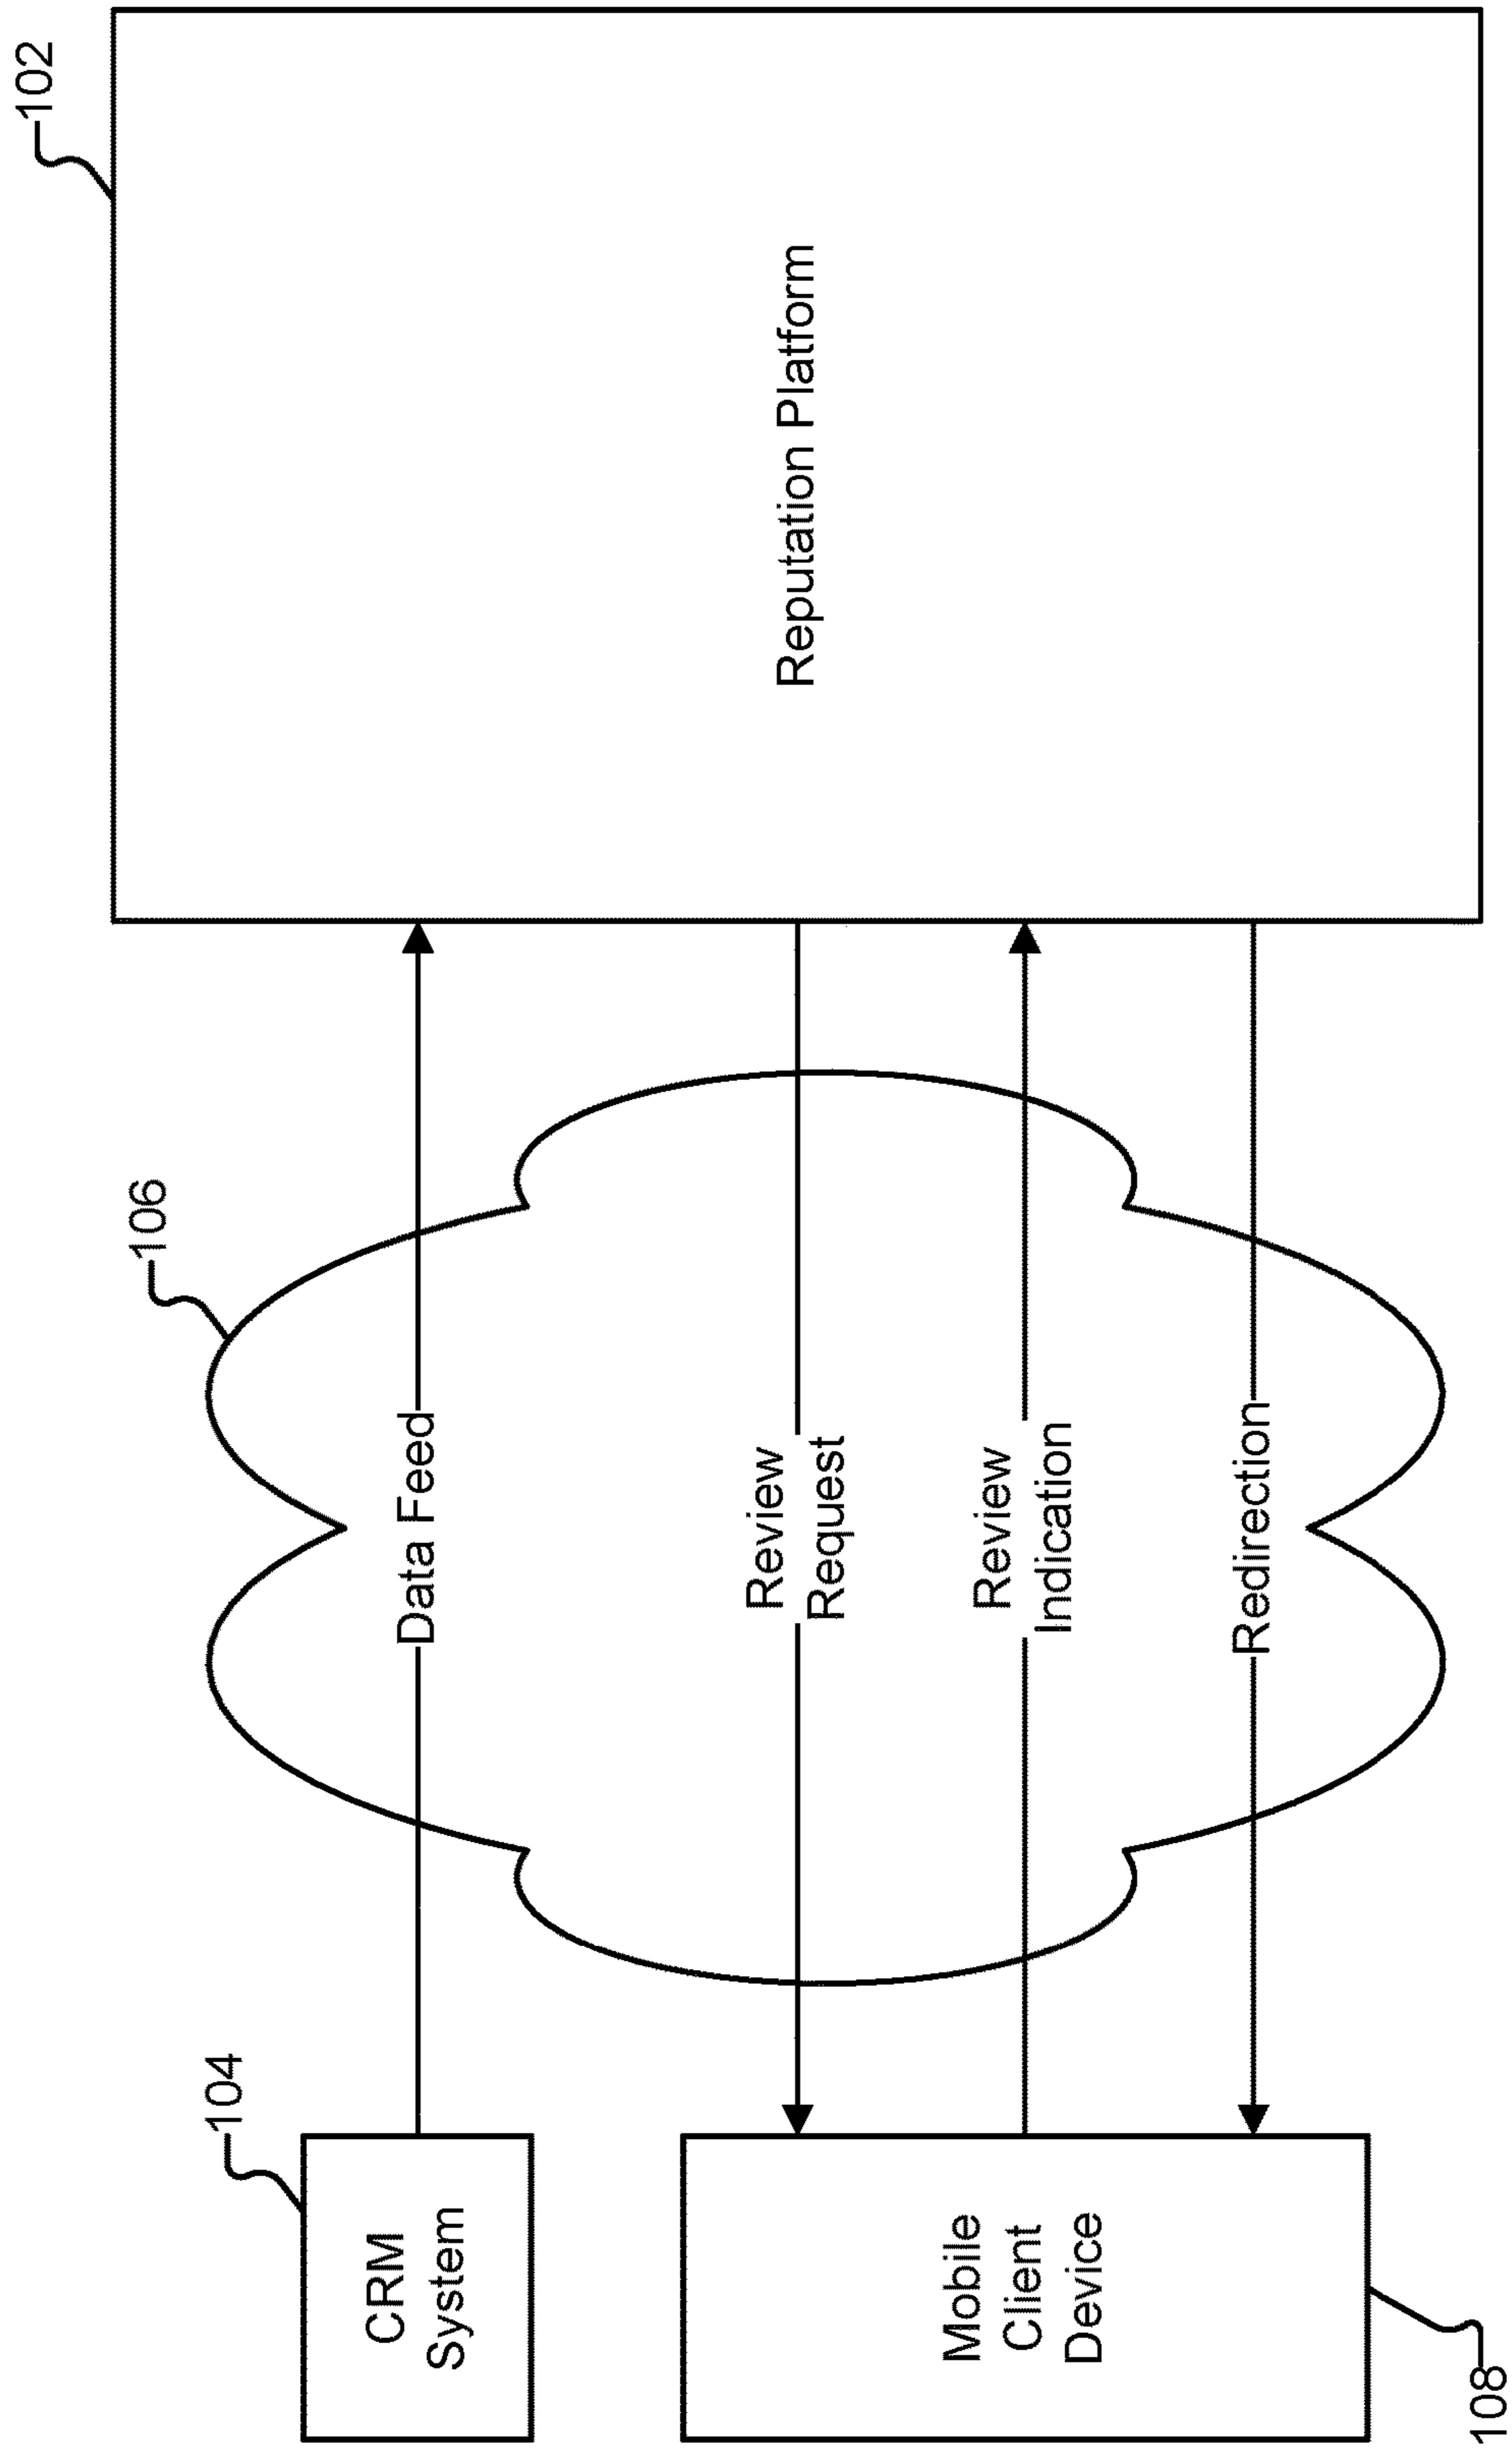 102
106
104
CRM
System
Data Feed
Reputation Platform
Review
Request
Mobile
Client
Device
Review
Indication
Redirection
108